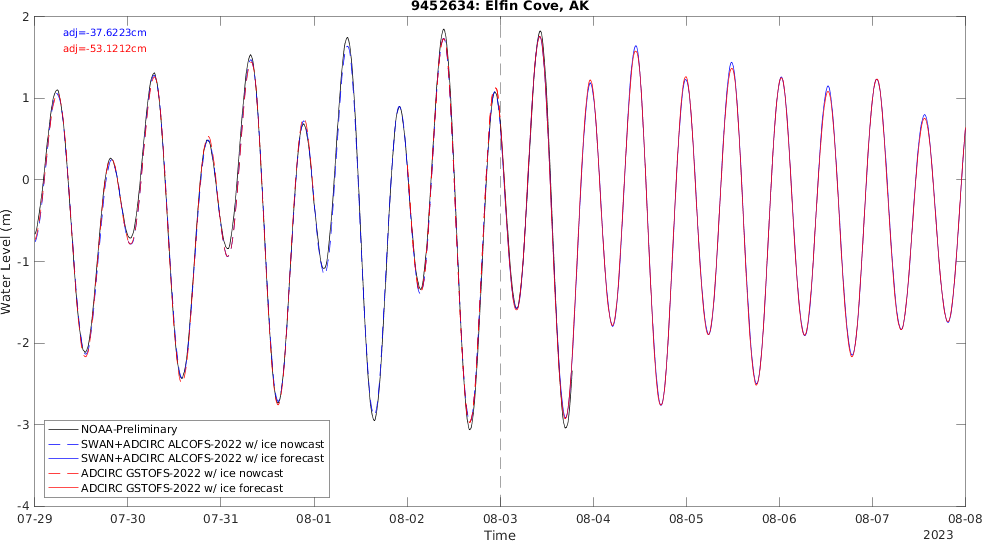 9452634: Elfin Cove, AK
adj=-37.6223cm
adj=-53.1212cm
2
1
0
-1
-2
-3
-4
Water Level (m)
NOAA-Preliminary
SWAN+ADCIRC ALCOFS-2022 w/ ice nowcast
SWAN+ADCIRC ALCOFS-2022 w/ ice forecast
ADCIRC GSTOFS-2022 w/ ice nowcast
ADCIRC GSTOFS-2022 w/ ice forecast
07-29 07-30 07-31 08-01 08-02 08-03 08-04 08-05 08-06 08-07 08-08
Time
2023